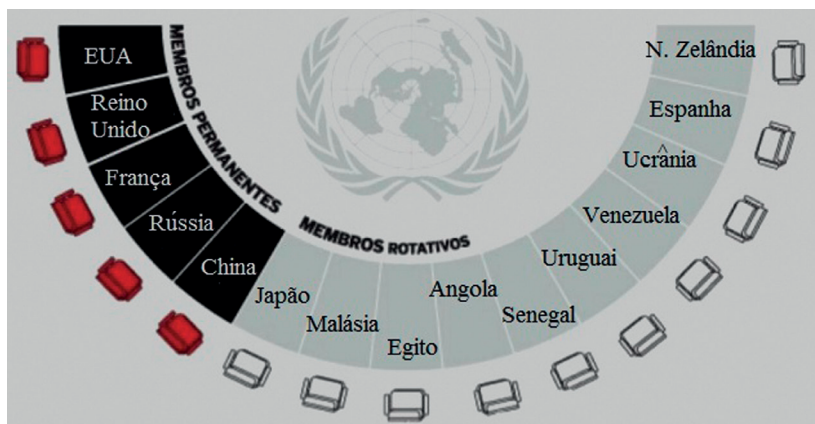 EUA
Reino
Unido
França
Rússia
China
MEMBROS PERMANENTES
MEMBROS ROTATIVOS
Japão
Malásia
Egito
Angola
Senegal
Uruguai
Venezuela
Ucrânia
Espanha
N. Zelândia